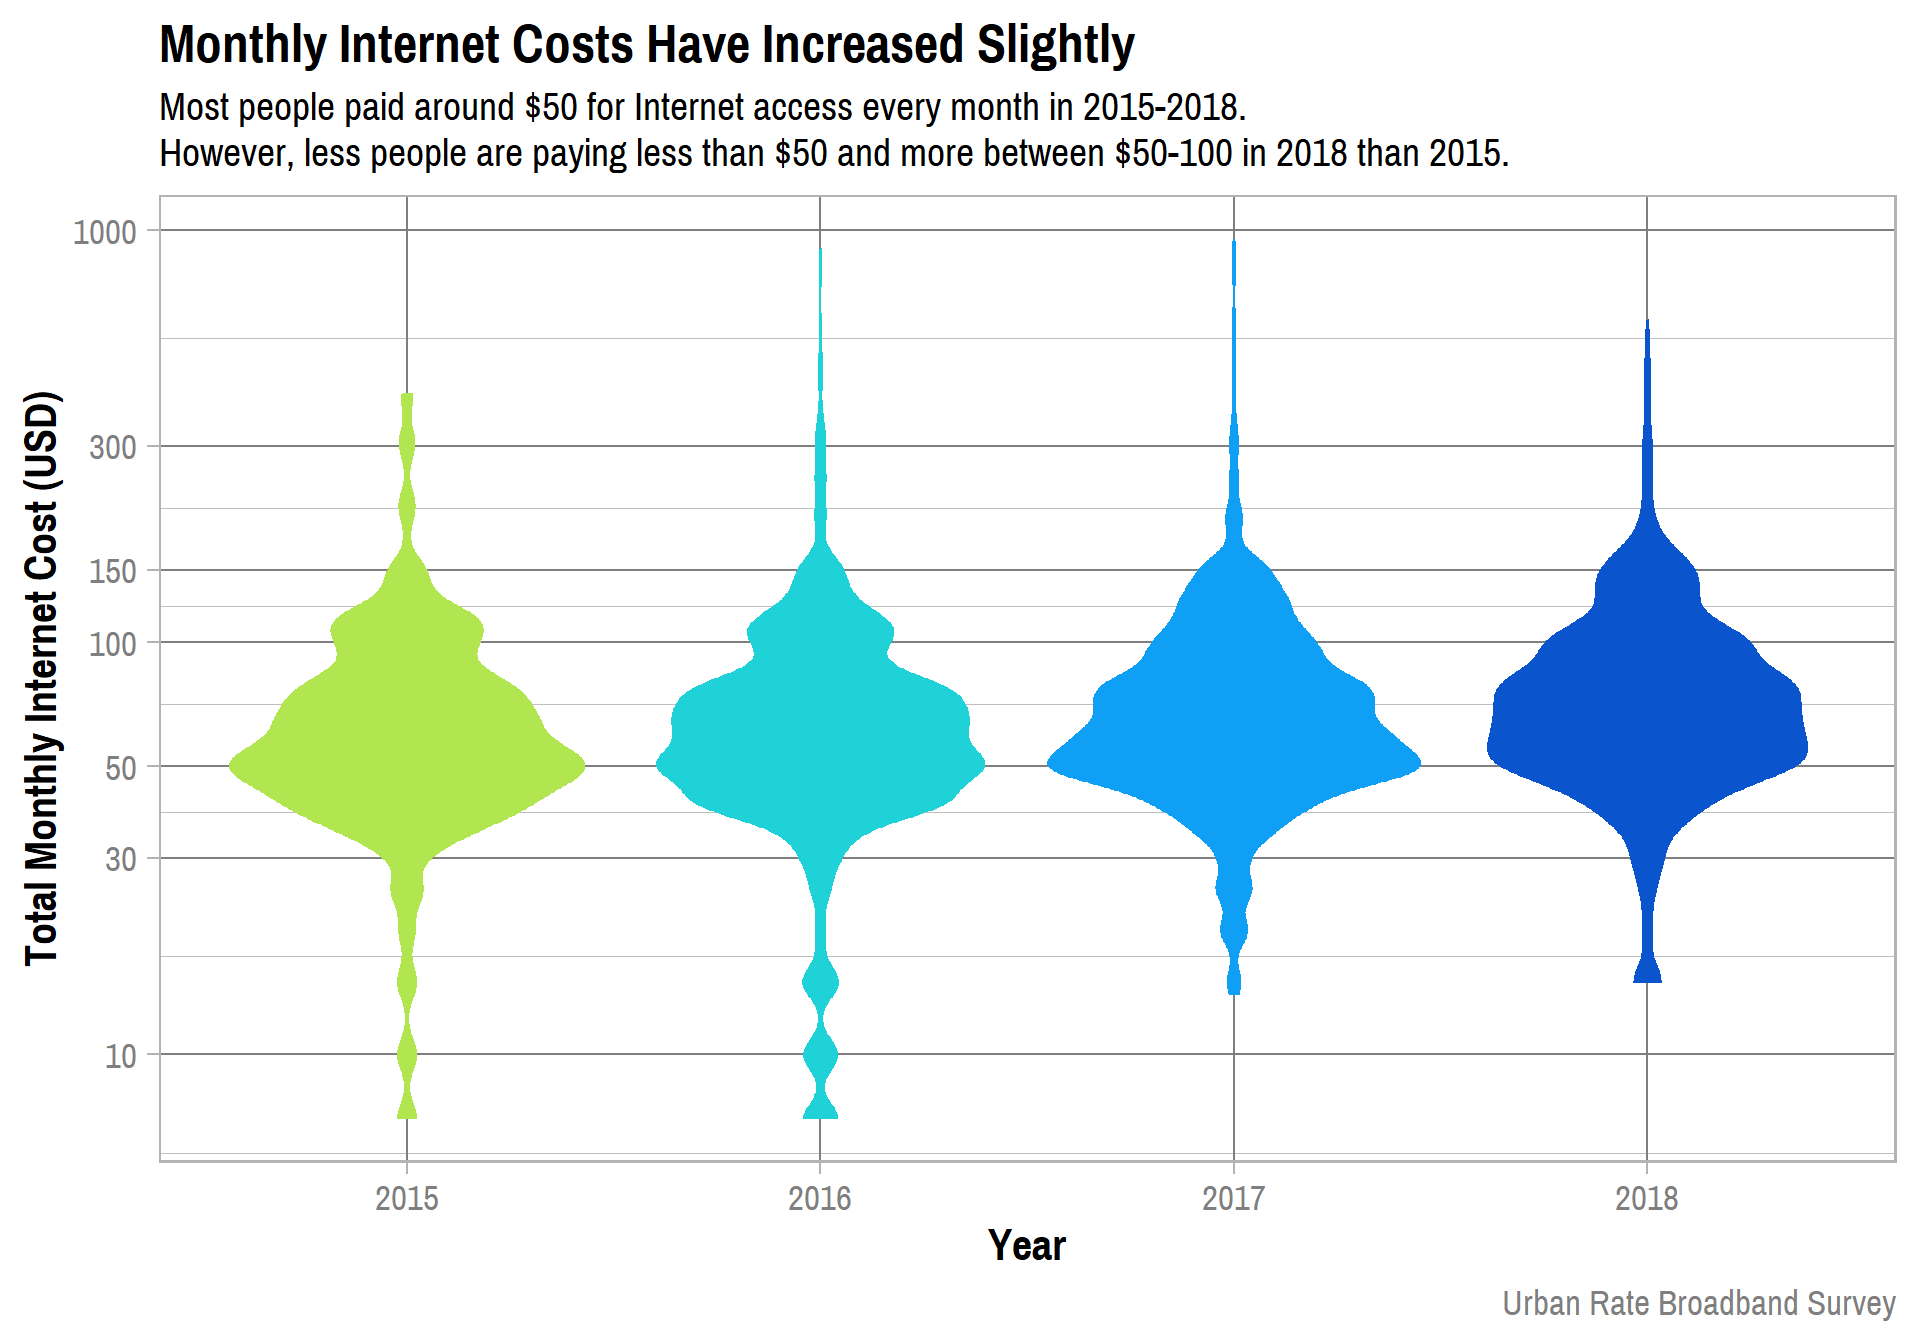 Monthly Internet Costs Have Increased Slightly
Most people paid around $50 for Internet access every month in 2015-2018.
However, less people are paying less than $50 and more between $50-100 in 2018 than 2015.
Total Monthly Internet Cost (USD)
1000
300
150
100
50
30
10
2015 2016 2017 2018
Year
Urban Rate Broadband Survey